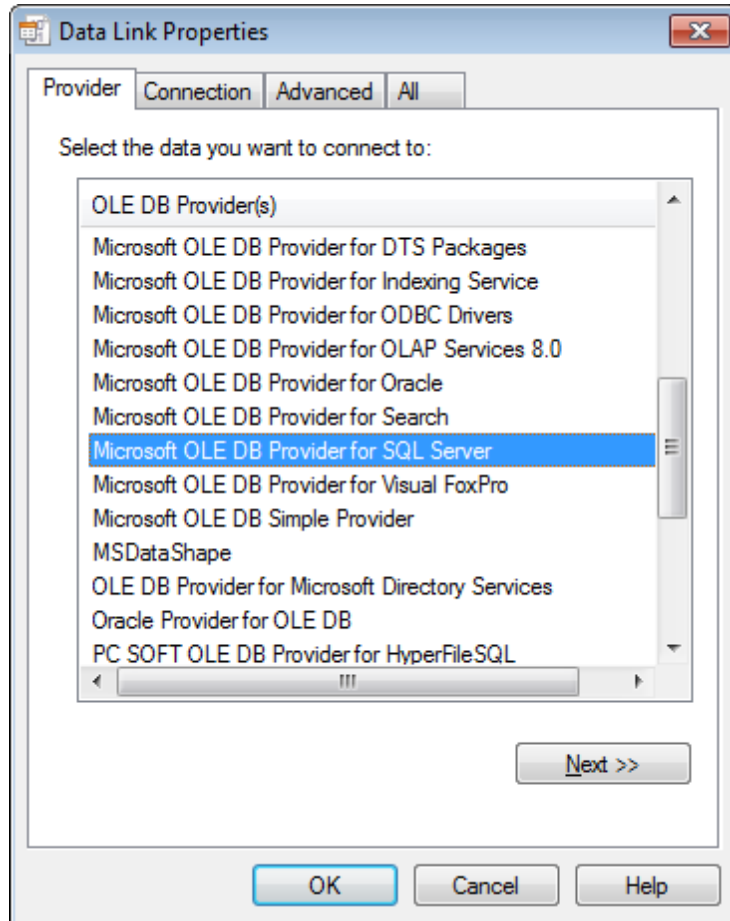 Data Link Properties
Provider Connection Advanced All
Select the data you want to connect to:
OLE DB Provider(s)
Microsoft OLE DB Provider for DTS Packages
Microsoft OLE DB Provider for Indexing Service
Microsoft OLE DB Provider for ODBC Drivers
Microsoft OLE DB Provider for OLAP Services 8.0
Microsoft OLE DB Provider for Oracle
Microsoft OLE DB Provider for Search
Microsoft OLE DB Provider for SQL Server
Microsoft OLE DB Provider for Visual FoxPro
Microsoft OLE DB Simple Provider
MSDataShape
OLE DB Provider for Microsoft Directory Services
Oracle Provider for OLE DB
PC SOFT OLE DB Provider for HyperFileSQL
Next >>
OK Cancel Help